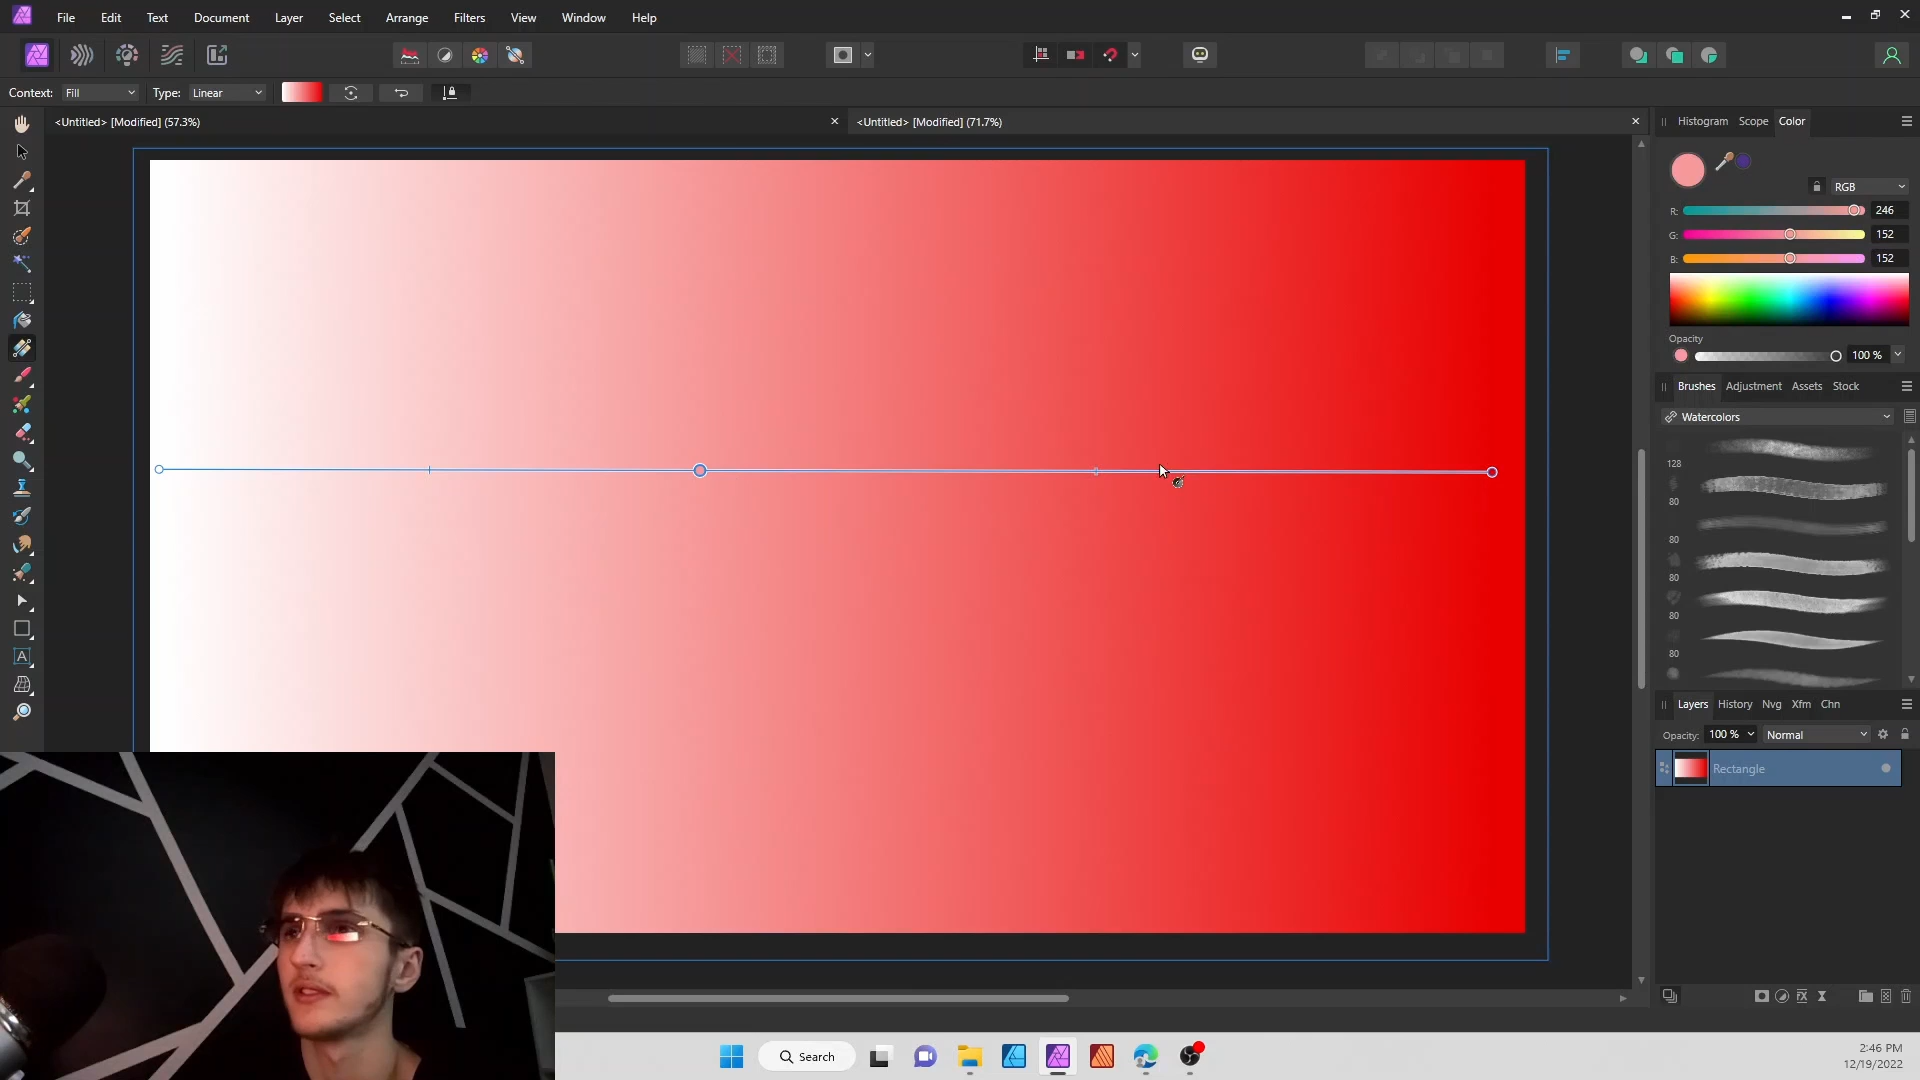 File Edit Text Document Layer Select Arrange Filters View Window Help
Context: Fill Type: Linear
<Untitled> [Modified] (57.3%)
<Untitled> [Modified] (71.7%)
Histogram Scope Color
RGB
R: 246
G: 152
B: 152
Opacity
100 %
Brushes Adjustment Assets Stock
Watercolors
128
80
80
80
80
80
Layers History Nvg Xfm Chn
Opacity: 100 % Normal
Rectangle
A
Search
2:46 PM
12/19/2022